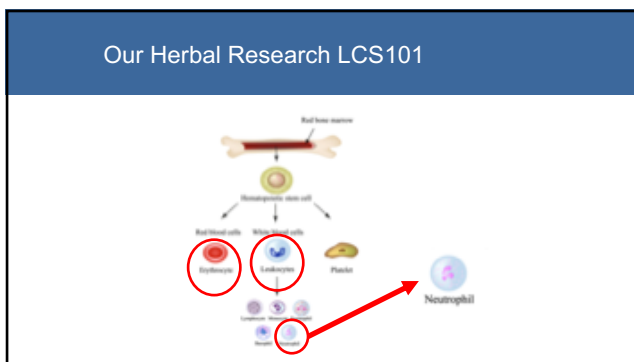 Our Herbal Research LCS101
Red bone marrow
Hematopoietic stem cell
Red blood cells White blood cells
Erythrocyte Leukocytes Platelet
Neutrophil